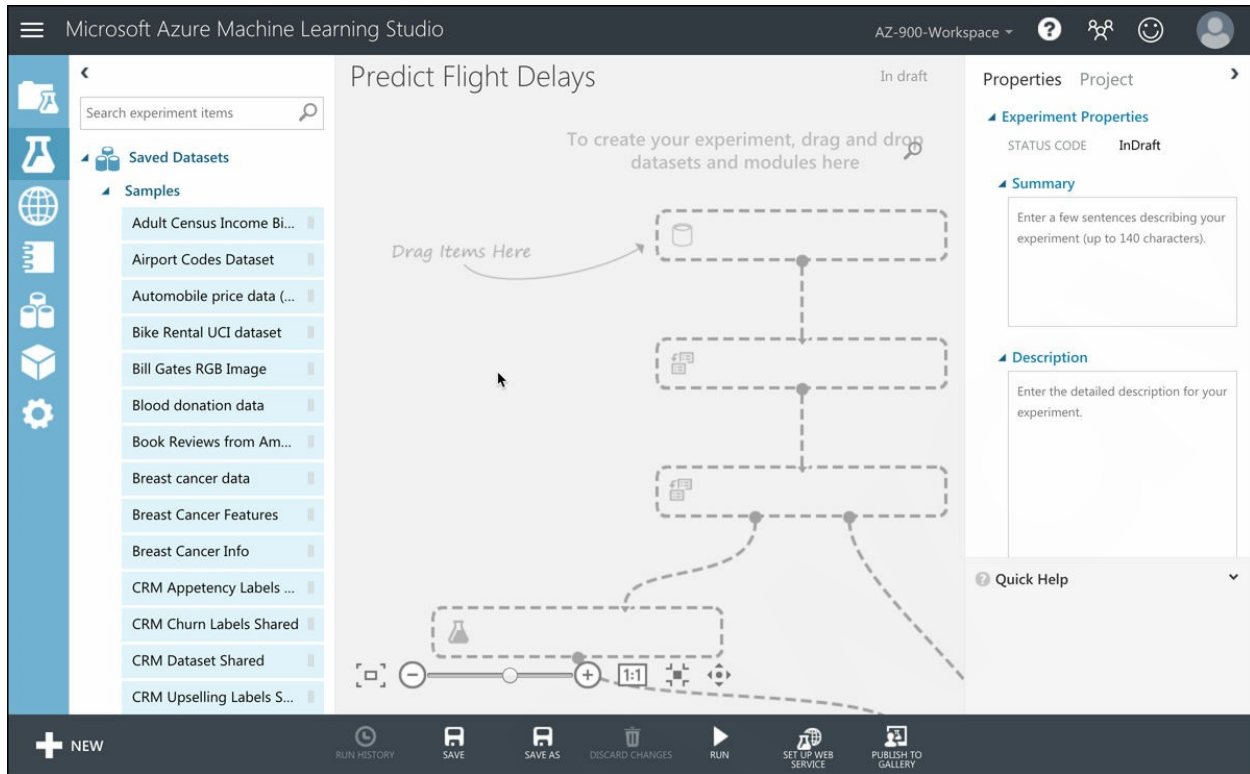 Microsoft Azure Machine Learning Studio
AZ-900-Workspace
?
Search experiment items
Saved Datasets
Samples
Adult Census Income Bi...
Airport Codes Dataset
Automobile price data (...
Bike Rental UCI dataset
Bill Gates RGB Image
Blood donation data
Book Reviews from Am...
Breast cancer data
Breast Cancer Features
Breast Cancer Info
CRM Appetency Labels ...
CRM Churn Labels Shared
CRM Dataset Shared
CRM Upselling Labels S...
Predict Flight Delays
In draft
To create your experiment, drag and drop
datasets and modules here
Drag Items Here
1:1
Properties Project
Experiment Properties
STATUS CODE InDraft
Summary
Enter a few sentences describing your
experiment (up to 140 characters).
Description
Enter the detailed description for your
experiment.
? Quick Help
NEW
RUN HISTORY
SAVE
SAVE AS
DISCARD CHANGES
RUN
SET UP WEB
SERVICE
PUBLISH TO
GALLERY